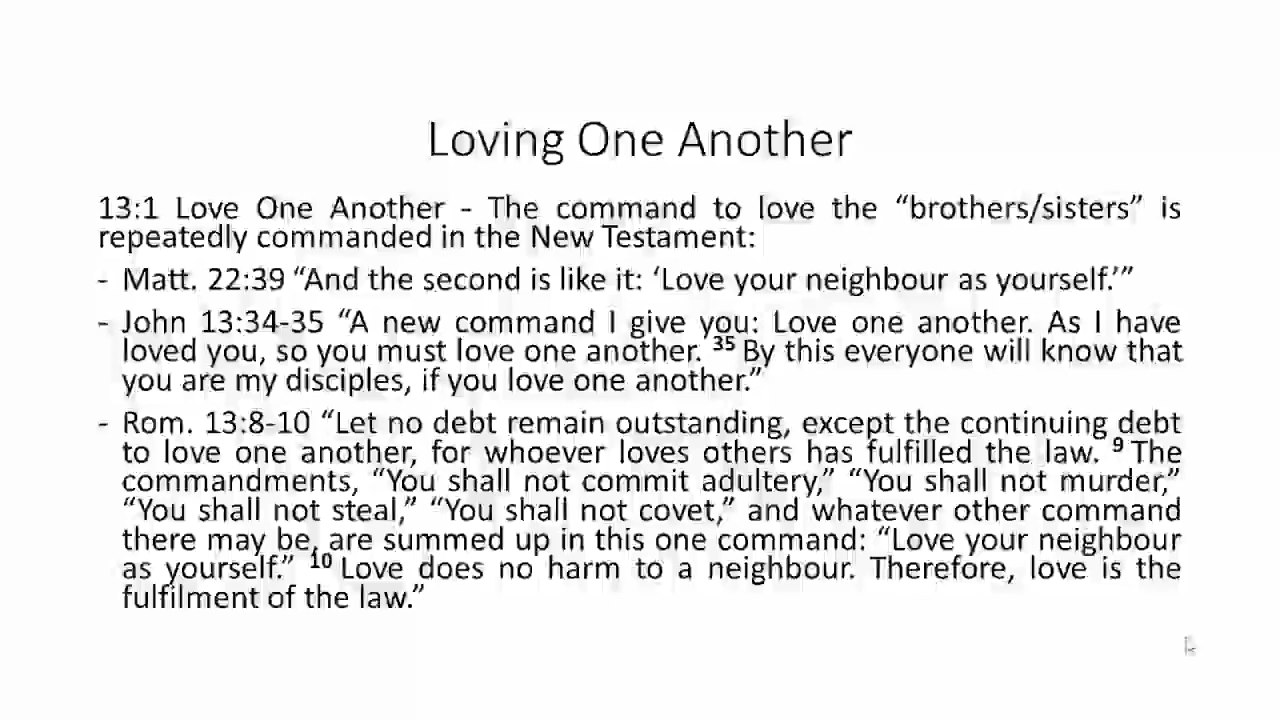 Loving One Another
13:1 Love One Another - The command to love the “brothers/sisters” is
repeatedly commanded in the New Testament:
- Matt. 22:39 “And the second is like it: ‘Love your neighbour as yourself.’”
- John 13:34-35 “A new command I give you: Love one another. As I have
loved you, so you must love one another. ³⁵ By this everyone will know that
you are my disciples, if you love one another.”
- Rom. 13:8-10 “Let no debt remain outstanding, except the continuing debt
to love one another, for whoever loves others has fulfilled the law. ⁹ The
commandments, “You shall not commit adultery,” “You shall not murder,”
“You shall not steal,” “You shall not covet,” and whatever other command
there may be, are summed up in this one command: “Love your neighbour
as yourself.” ¹⁰ Love does no harm to a neighbour. Therefore, love is the
fulfilment of the law.”